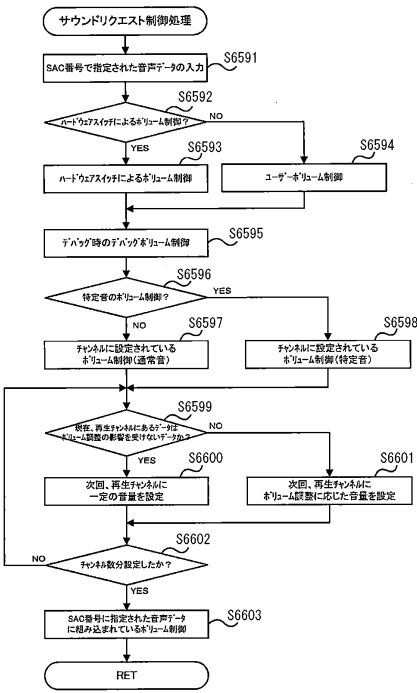 サウンドリクエスト制御処理
S6591
SAC番号で指定された音声データの入力
S6592
ハードウェアスイッチによるボリューム制御？
NO
YES
S6593
ハードウェアスイッチによるボリューム制御
S6594
ユーザーボリューム制御
S6595
デバッグ時のデバッグボリューム制御
S6596
特定音のボリューム制御？
YES
NO
S6597
チャンネルに設定されている
ボリューム制御（通常音）
S6598
チャンネルに設定されている
ボリューム制御（特定音）
S6599
現在、再生チャンネルにあるデータは
ボリューム調整の影響を受けないデータか？
NO
YES
S6600
次回、再生チャンネルに
一定の音量を設定
S6601
次回、再生チャンネルに
ボリューム調整に応じた音量を設定
S6602
NO
チャンネル数分設定したか？
YES
S6603
SAC番号に指定された音声データ
に組み込まれているボリューム制御
RET